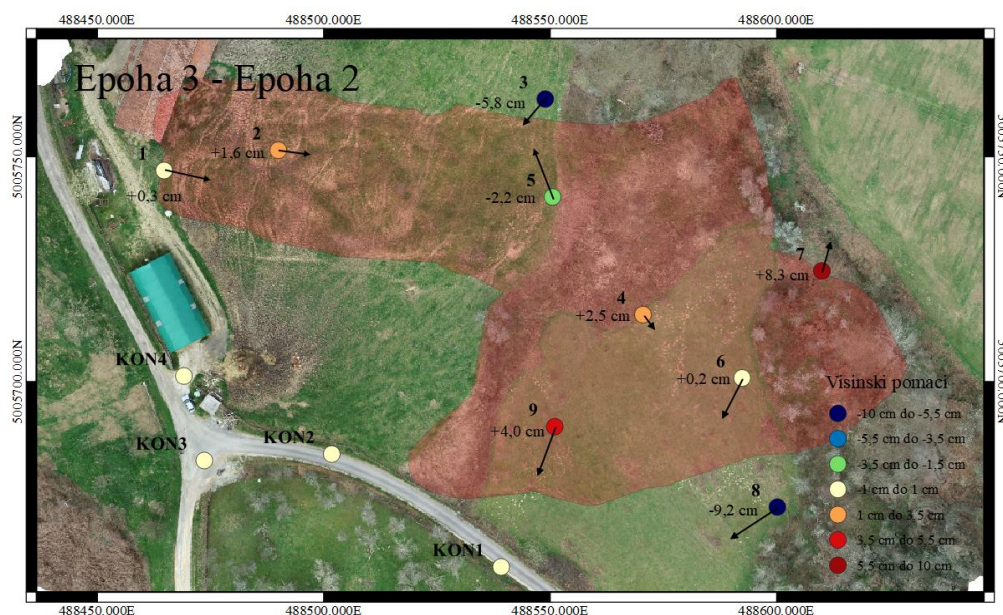 488450.000E 488500.000E 488550.000E 488600.000E
Epoha 3 - Epoha 2
3
-5,8 cm
2
+1,6 cm
1
+0,3 cm
5
-2,2 cm
7
+8,3 cm
4
+2,5 cm
6
+0,2 cm
9
+4,0 cm
8
-9,2 cm
KON4
KON3
KON2
KON1
Visinski pomaci
-10 cm do -5,5 cm
-5,5 cm do -3,5 cm
-3,5 cm do -1,5 cm
-1 cm do 1 cm
1 cm do 3,5 cm
3,5 cm do 5,5 cm
5,5 cm do 10 cm
5005750.000N
5005700.000N
5005750.000N
5005700.000N
488450.000E 488500.000E 488550.000E 488600.000E